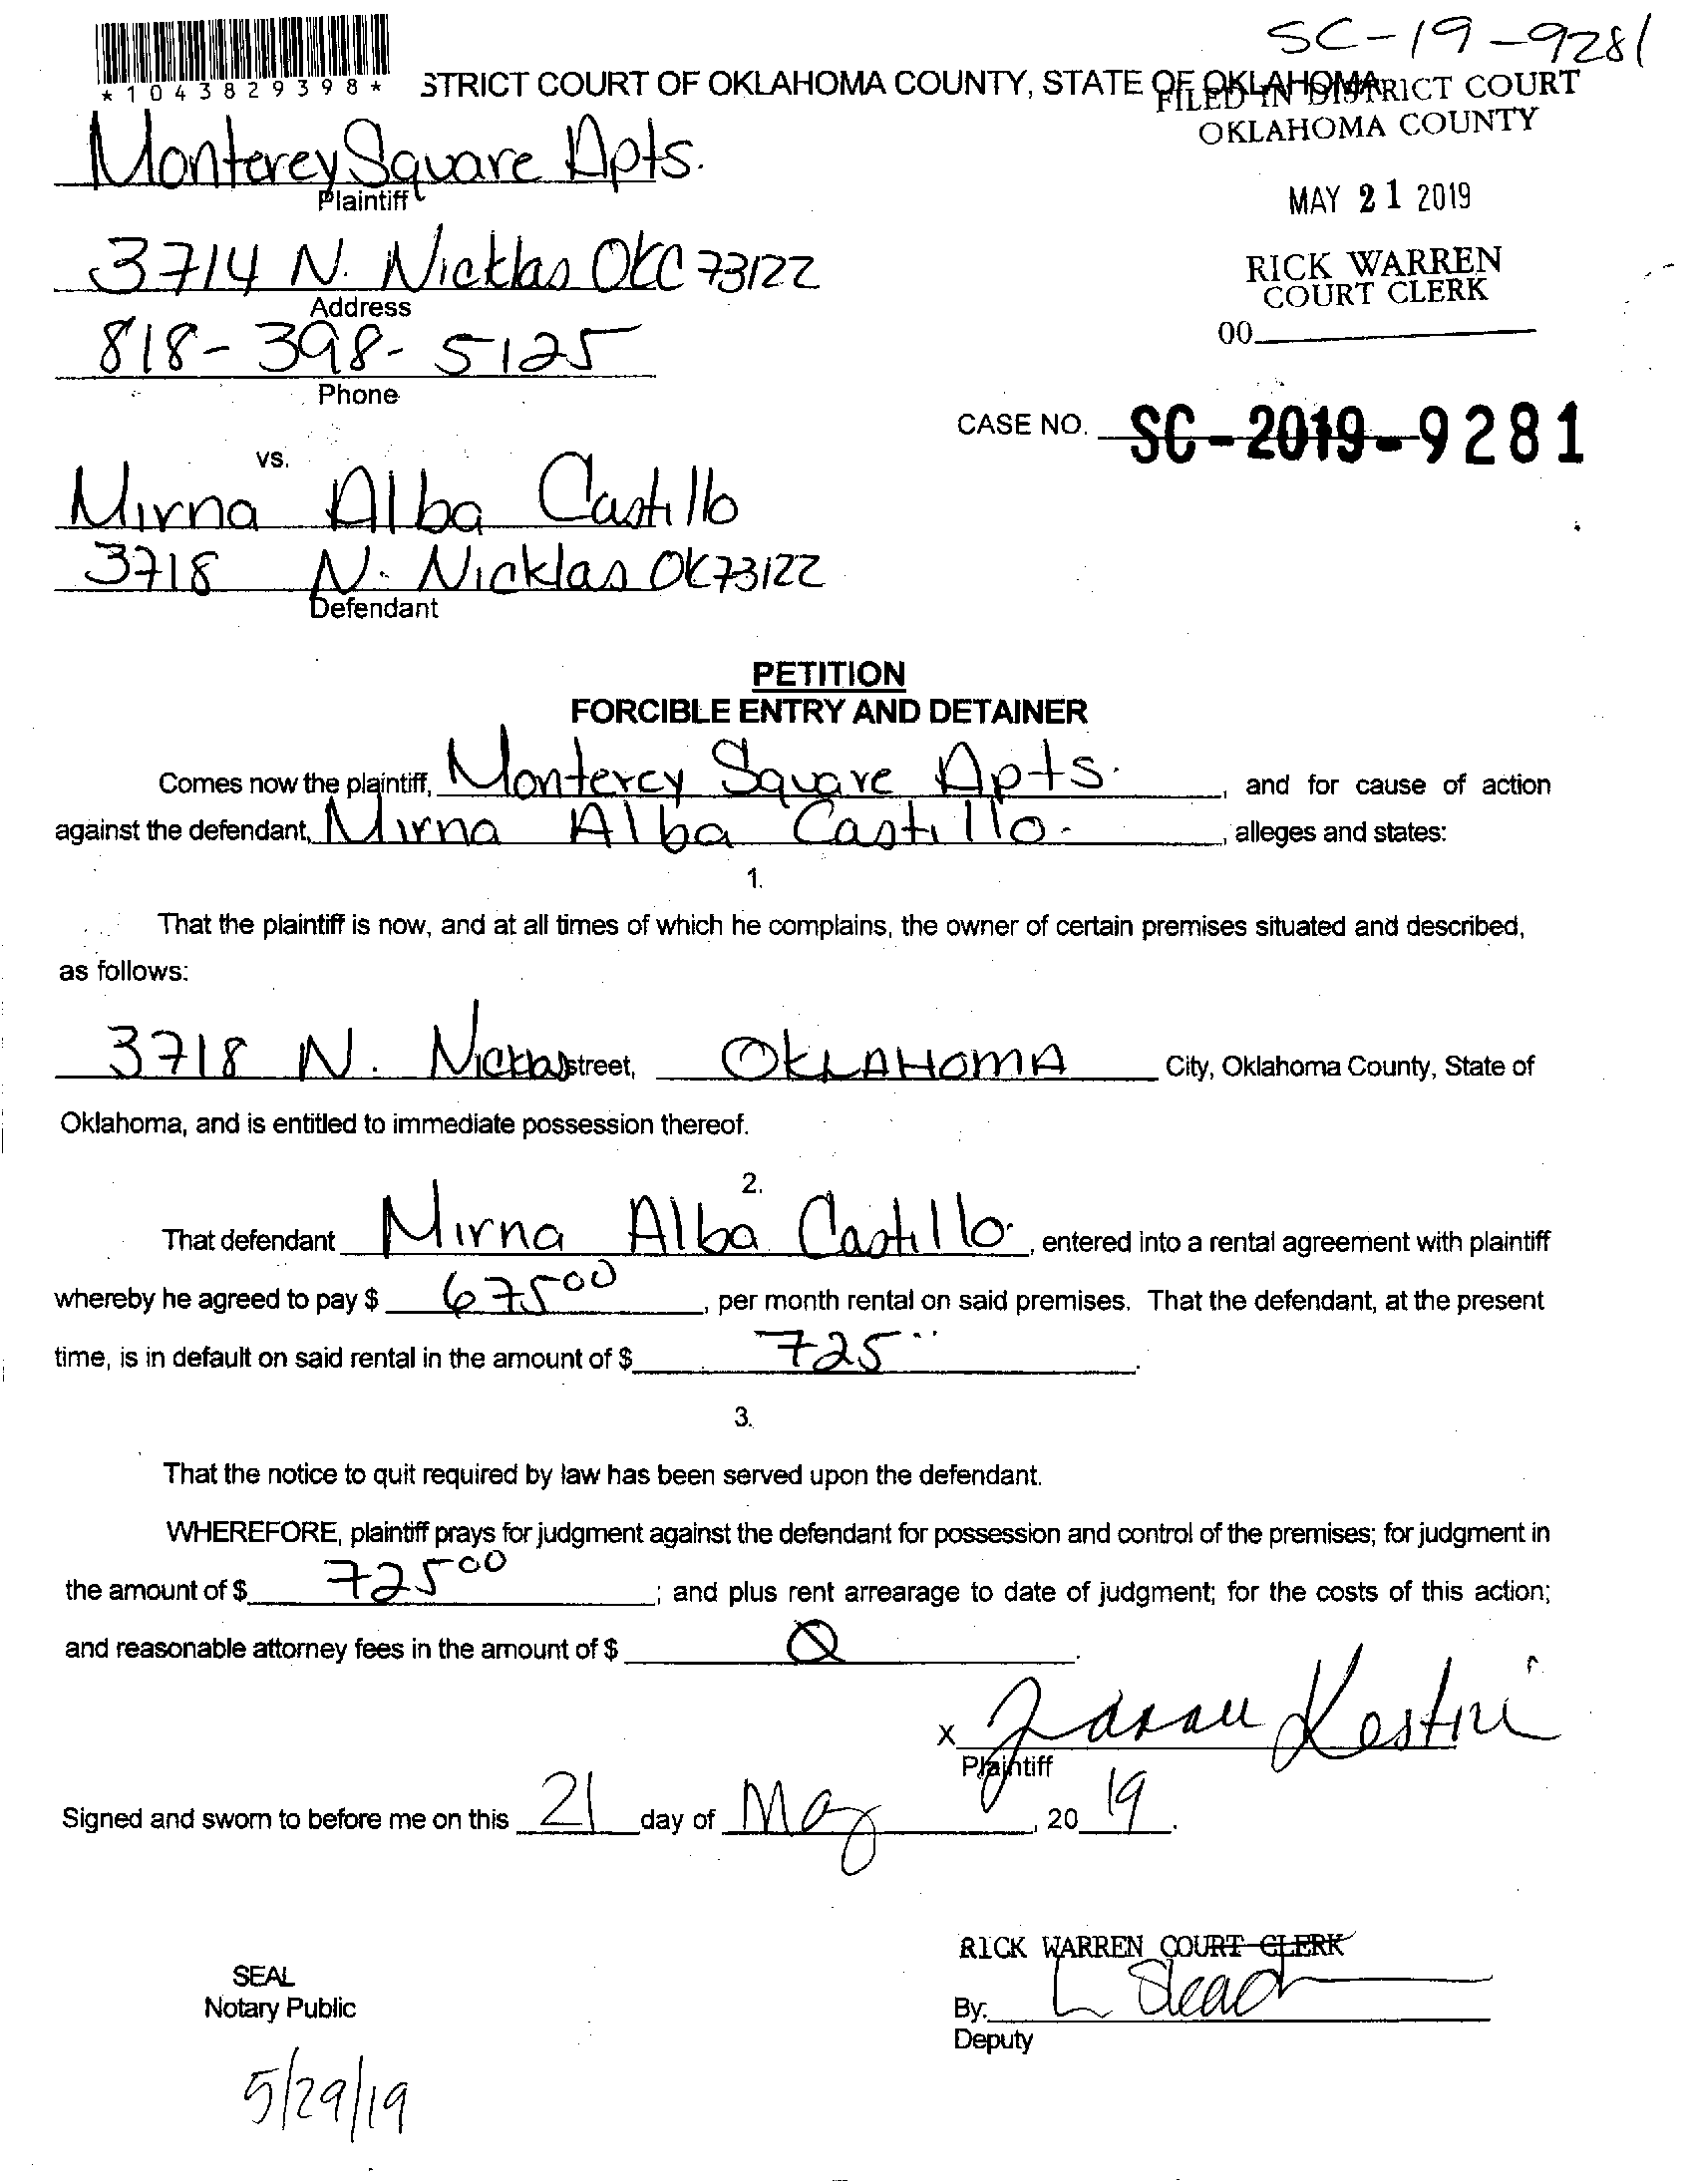 SC-19-9281
*1043829398*
STRICT COURT OF OKLAHOMA COUNTY, STATE OF OKLAHOMA
FILED IN DISTRICT COURT
OKLAHOMA COUNTY
Monterey Square Apts.
Plaintiff
MAY 21 2019
3714 N. Nicklas OKC 73122
Address
RICK WARREN
COURT CLERK
00
818-398-5125
Phone
CASE NO. SC-2019-9281
vs.
Mirna Alba Castillo
3718 N. Nicklas OK 73122
Defendant
PETITION
FORCIBLE ENTRY AND DETAINER
Comes now the plaintiff, Monterey Square Apts. , and for cause of action
against the defendant, Mirna Alba Castillo. , alleges and states:
1.
That the plaintiff is now, and at all times of which he complains, the owner of certain premises situated and described,
as follows:
3718 N. Nicklas street, OKLAHOMA City, Oklahoma County, State of
Oklahoma, and is entitled to immediate possession thereof.
2.
That defendant Mirna Alba Castillo. , entered into a rental agreement with plaintiff
whereby he agreed to pay $ 675 00 , per month rental on said premises. That the defendant, at the present
time, is in default on said rental in the amount of $ 725 .. .
3.
That the notice to quit required by law has been served upon the defendant.
WHEREFORE, plaintiff prays for judgment against the defendant for possession and control of the premises; for judgment in
the amount of $ 725 00 ; and plus rent arrearage to date of judgment; for the costs of this action;
and reasonable attorney fees in the amount of $ 0 .
X
Plaintiff
Signed and sworn to before me on this 21 day of May , 20 19 .
RICK WARREN COURT CLERK
SEAL
Notary Public
By:
Deputy
5/29/19